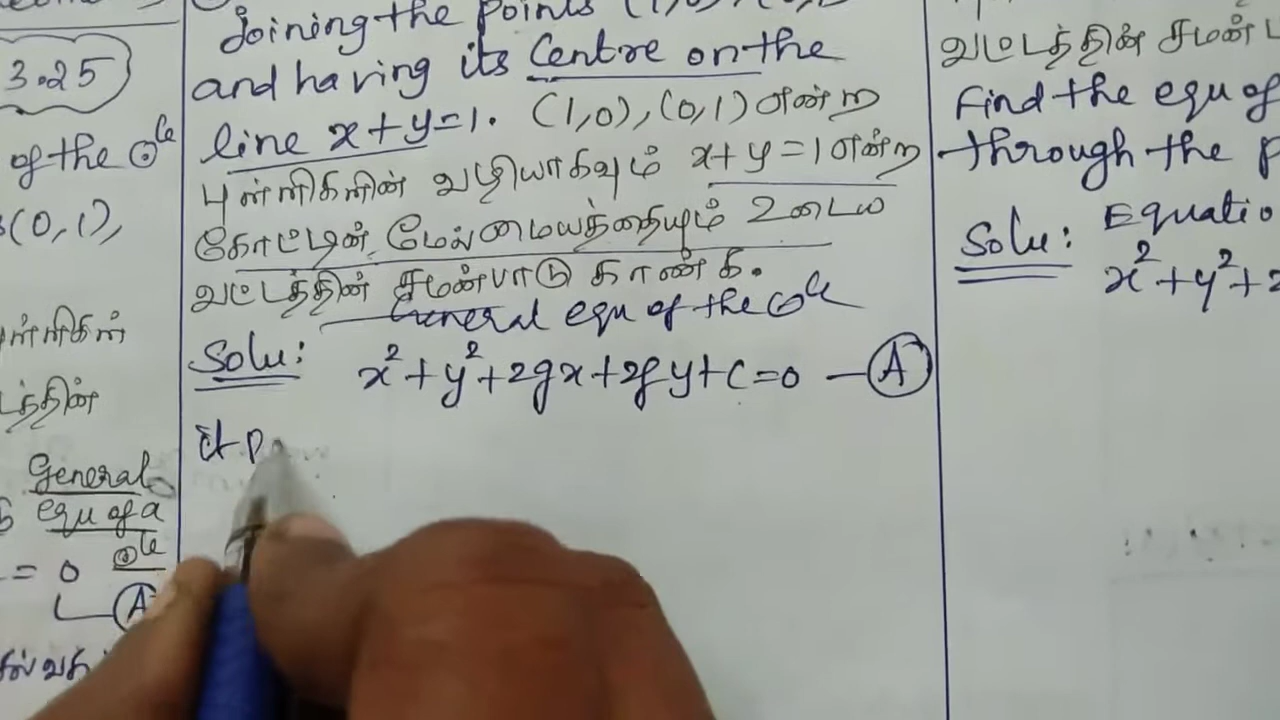 3.25
of the ⊙le
(0,1),
General
equ of a
⊙le
= 0
A
Joining the points
and having its Centre on the
line x+y=1. (1,0), (0,1) என்ற
புள்ளிகளின் வழியாகவும் x+y=1 என்ற
கோட்டின் மேல் மையத்தையும் உடைய
வட்டத்தின் சமன்பாடு காண்க.
General equ of the ⊙le
Solu: x²+y²+2gx+2fy+c=0 — A
It p
வட்டத்தின் சமன்
Find the equ of
through the p
Solu: Equatio
x²+y²+2